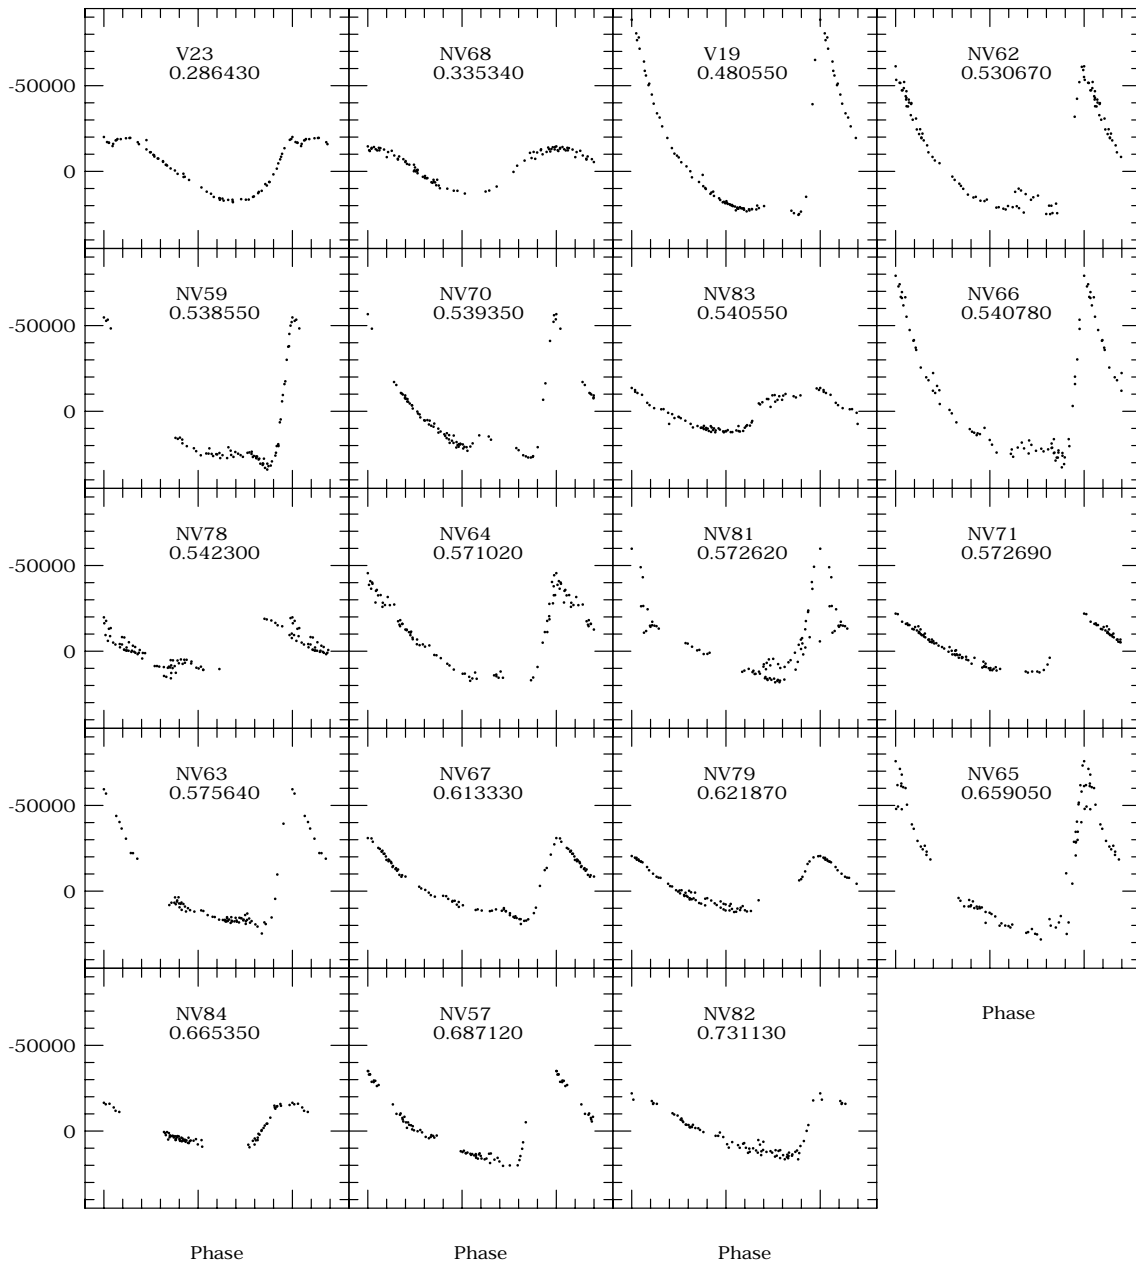 V23
0.286430
NV68
0.335340
V19
0.480550
NV62
0.530670
-50000
0
NV59
0.538550
NV70
0.539350
NV83
0.540550
NV66
0.540780
-50000
0
NV78
0.542300
NV64
0.571020
NV81
0.572620
NV71
0.572690
-50000
0
NV63
0.575640
NV67
0.613330
NV79
0.621870
NV65
0.659050
-50000
0
NV84
0.665350
NV57
0.687120
NV82
0.731130
Phase
-50000
0
Phase
Phase
Phase